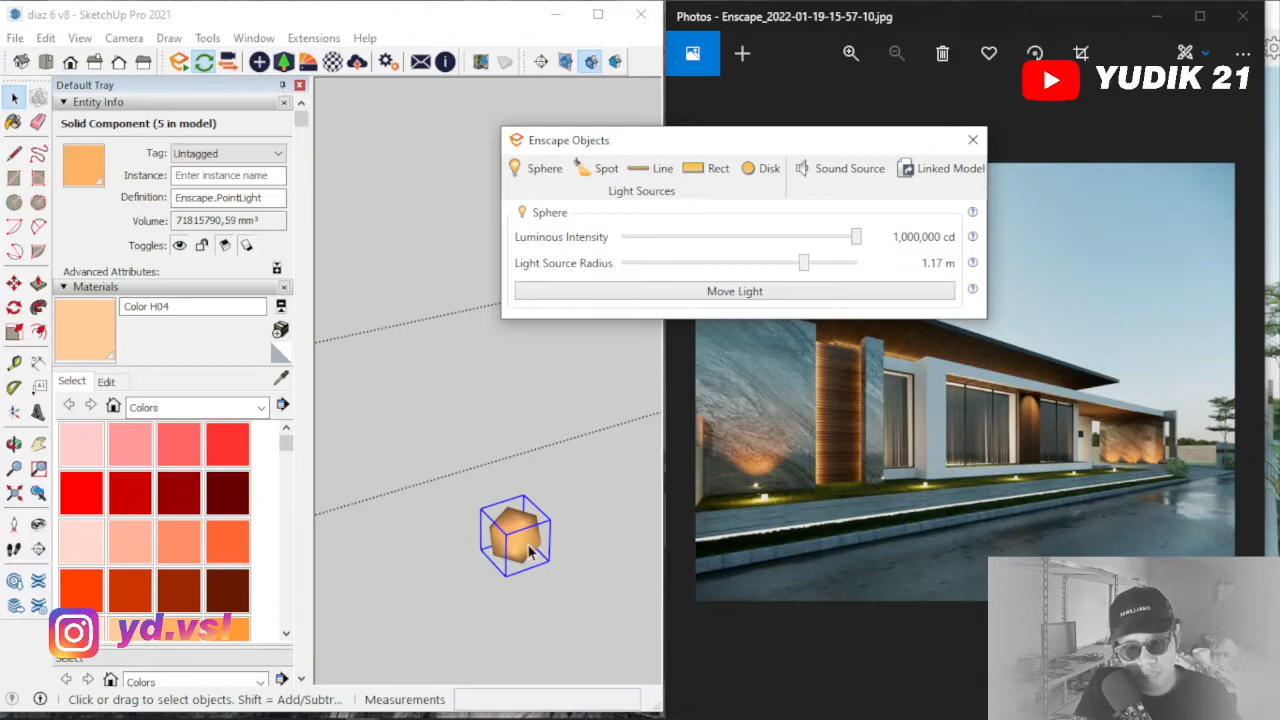 diaz 6 v8 - SketchUp Pro 2021
File Edit View Camera Draw Tools Window Extensions Help
Default Tray
Entity Info
Solid Component (5 in model)
Tag: Untagged
Instance: Enter instance name
Definition: Enscape.PointLight
Volume: 71815790,59 mm³
Toggles:
Advanced Attributes:
Materials
Color H04
Select Edit
Colors
Select
Colors
Click or drag to select objects. Shift = Add/Subtr... Measurements
Photos - Enscape_2022-01-19-15-57-10.jpg
YUDIK 21
Enscape Objects
Sphere Spot Line Rect Disk Sound Source Linked Model
Light Sources
Sphere
Luminous Intensity 1,000,000 cd
Light Source Radius 1.17 m
Move Light
yd.vsl